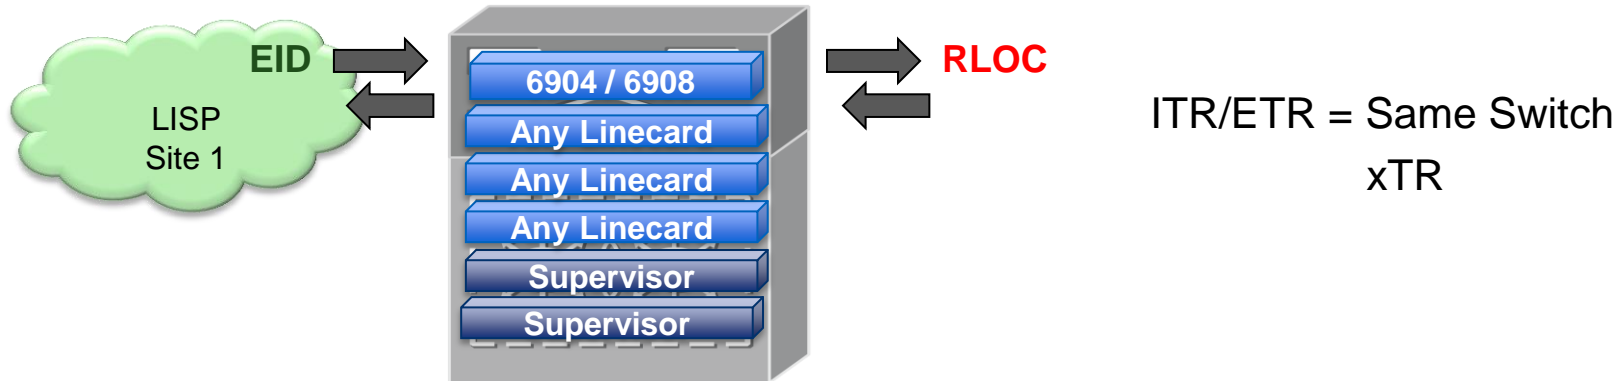 EID
LISP
Site 1
6904 / 6908
Any Linecard
Any Linecard
Any Linecard
Supervisor
Supervisor
RLOC
ITR/ETR = Same Switch
xTR